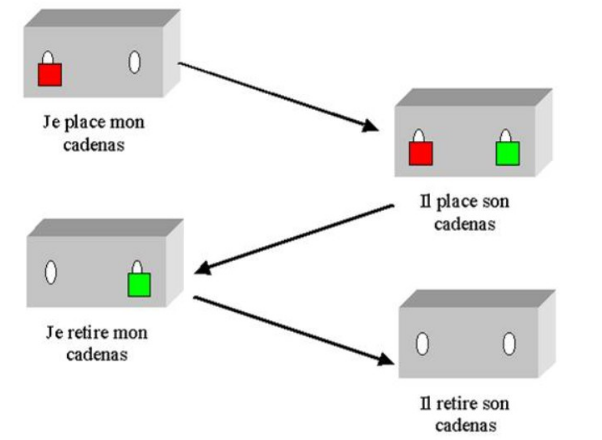 Je place mon
cadenas
Il place son
cadenas
Je retire mon
cadenas
Il retire son
cadenas